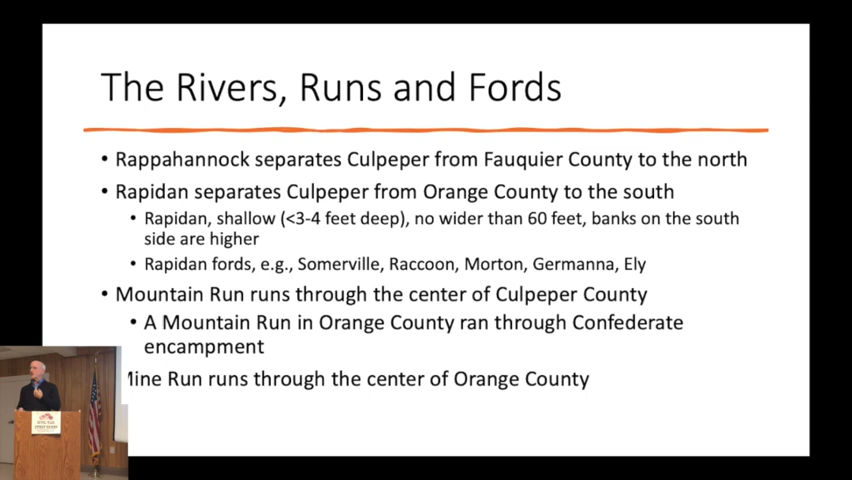 The Rivers, Runs and Fords
• Rappahannock separates Culpeper from Fauquier County to the north
• Rapidan separates Culpeper from Orange County to the south
• Rapidan, shallow (<3-4 feet deep), no wider than 60 feet, banks on the south
side are higher
• Rapidan fords, e.g., Somerville, Raccoon, Morton, Germanna, Ely
• Mountain Run runs through the center of Culpeper County
• A Mountain Run in Orange County ran through Confederate
encampment
Mine Run runs through the center of Orange County